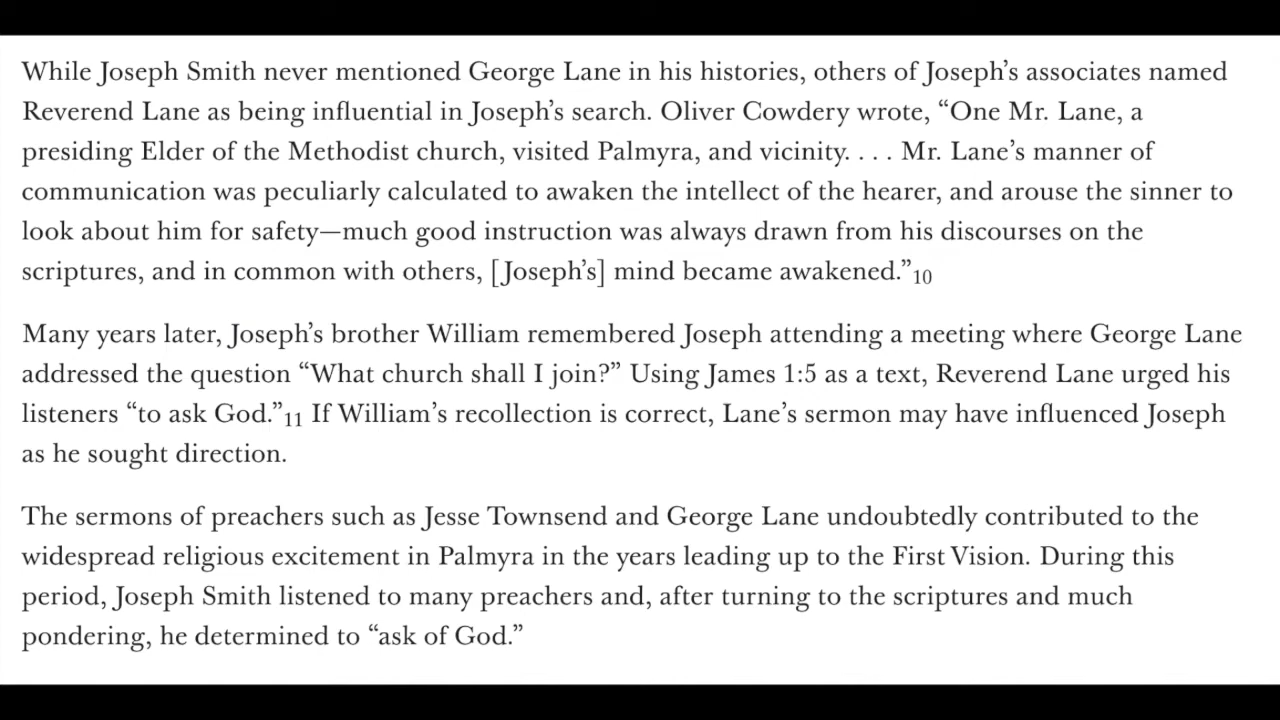 While Joseph Smith never mentioned George Lane in his histories, others of Joseph’s associates named
Reverend Lane as being influential in Joseph’s search. Oliver Cowdery wrote, “One Mr. Lane, a
presiding Elder of the Methodist church, visited Palmyra, and vicinity. . . . Mr. Lane’s manner of
communication was peculiarly calculated to awaken the intellect of the hearer, and arouse the sinner to
look about him for safety—much good instruction was always drawn from his discourses on the
scriptures, and in common with others, [Joseph’s] mind became awakened.”10
Many years later, Joseph’s brother William remembered Joseph attending a meeting where George Lane
addressed the question “What church shall I join?” Using James 1:5 as a text, Reverend Lane urged his
listeners “to ask God.”11 If William’s recollection is correct, Lane’s sermon may have influenced Joseph
as he sought direction.
The sermons of preachers such as Jesse Townsend and George Lane undoubtedly contributed to the
widespread religious excitement in Palmyra in the years leading up to the First Vision. During this
period, Joseph Smith listened to many preachers and, after turning to the scriptures and much
pondering, he determined to “ask of God.”